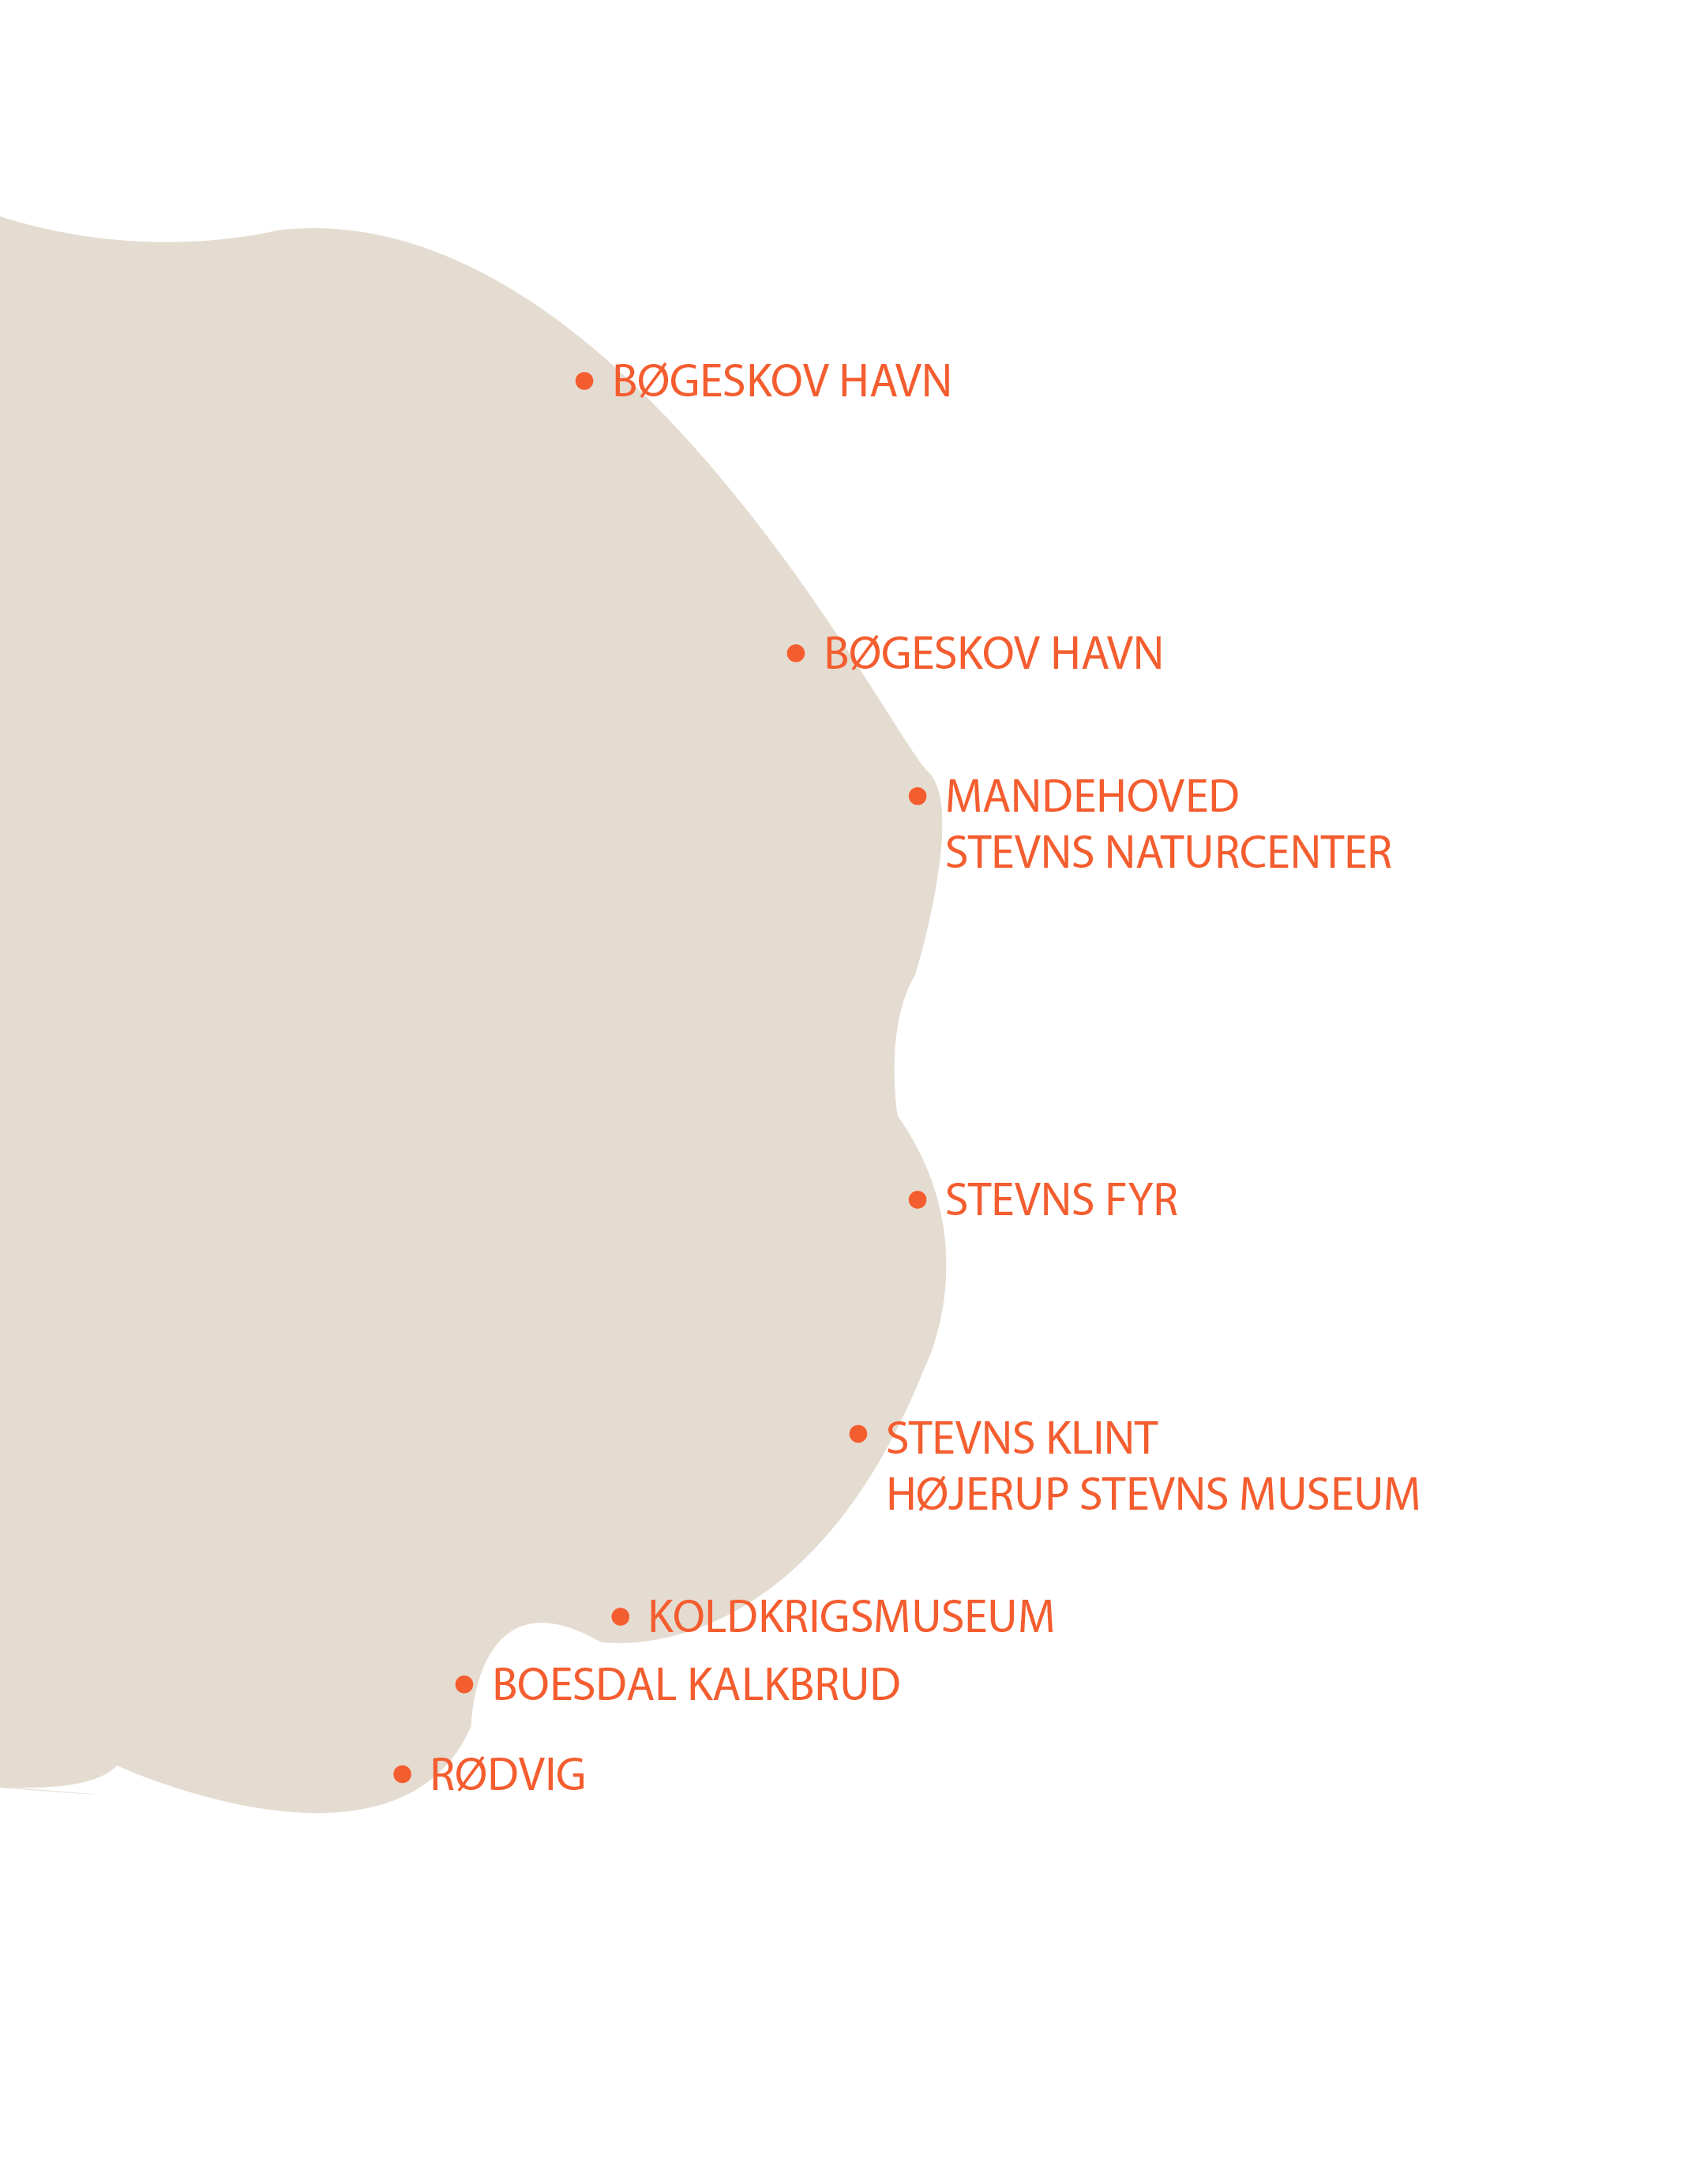 BØGESKOV HAVN
BØGESKOV HAVN
MANDEHOVED
STEVNS NATURCENTER
STEVNS FYR
STEVNS KLINT
HØJERUP STEVNS MUSEUM
KOLDKRIGSMUSEUM
BOESDAL KALKBRUD
RØDVIG